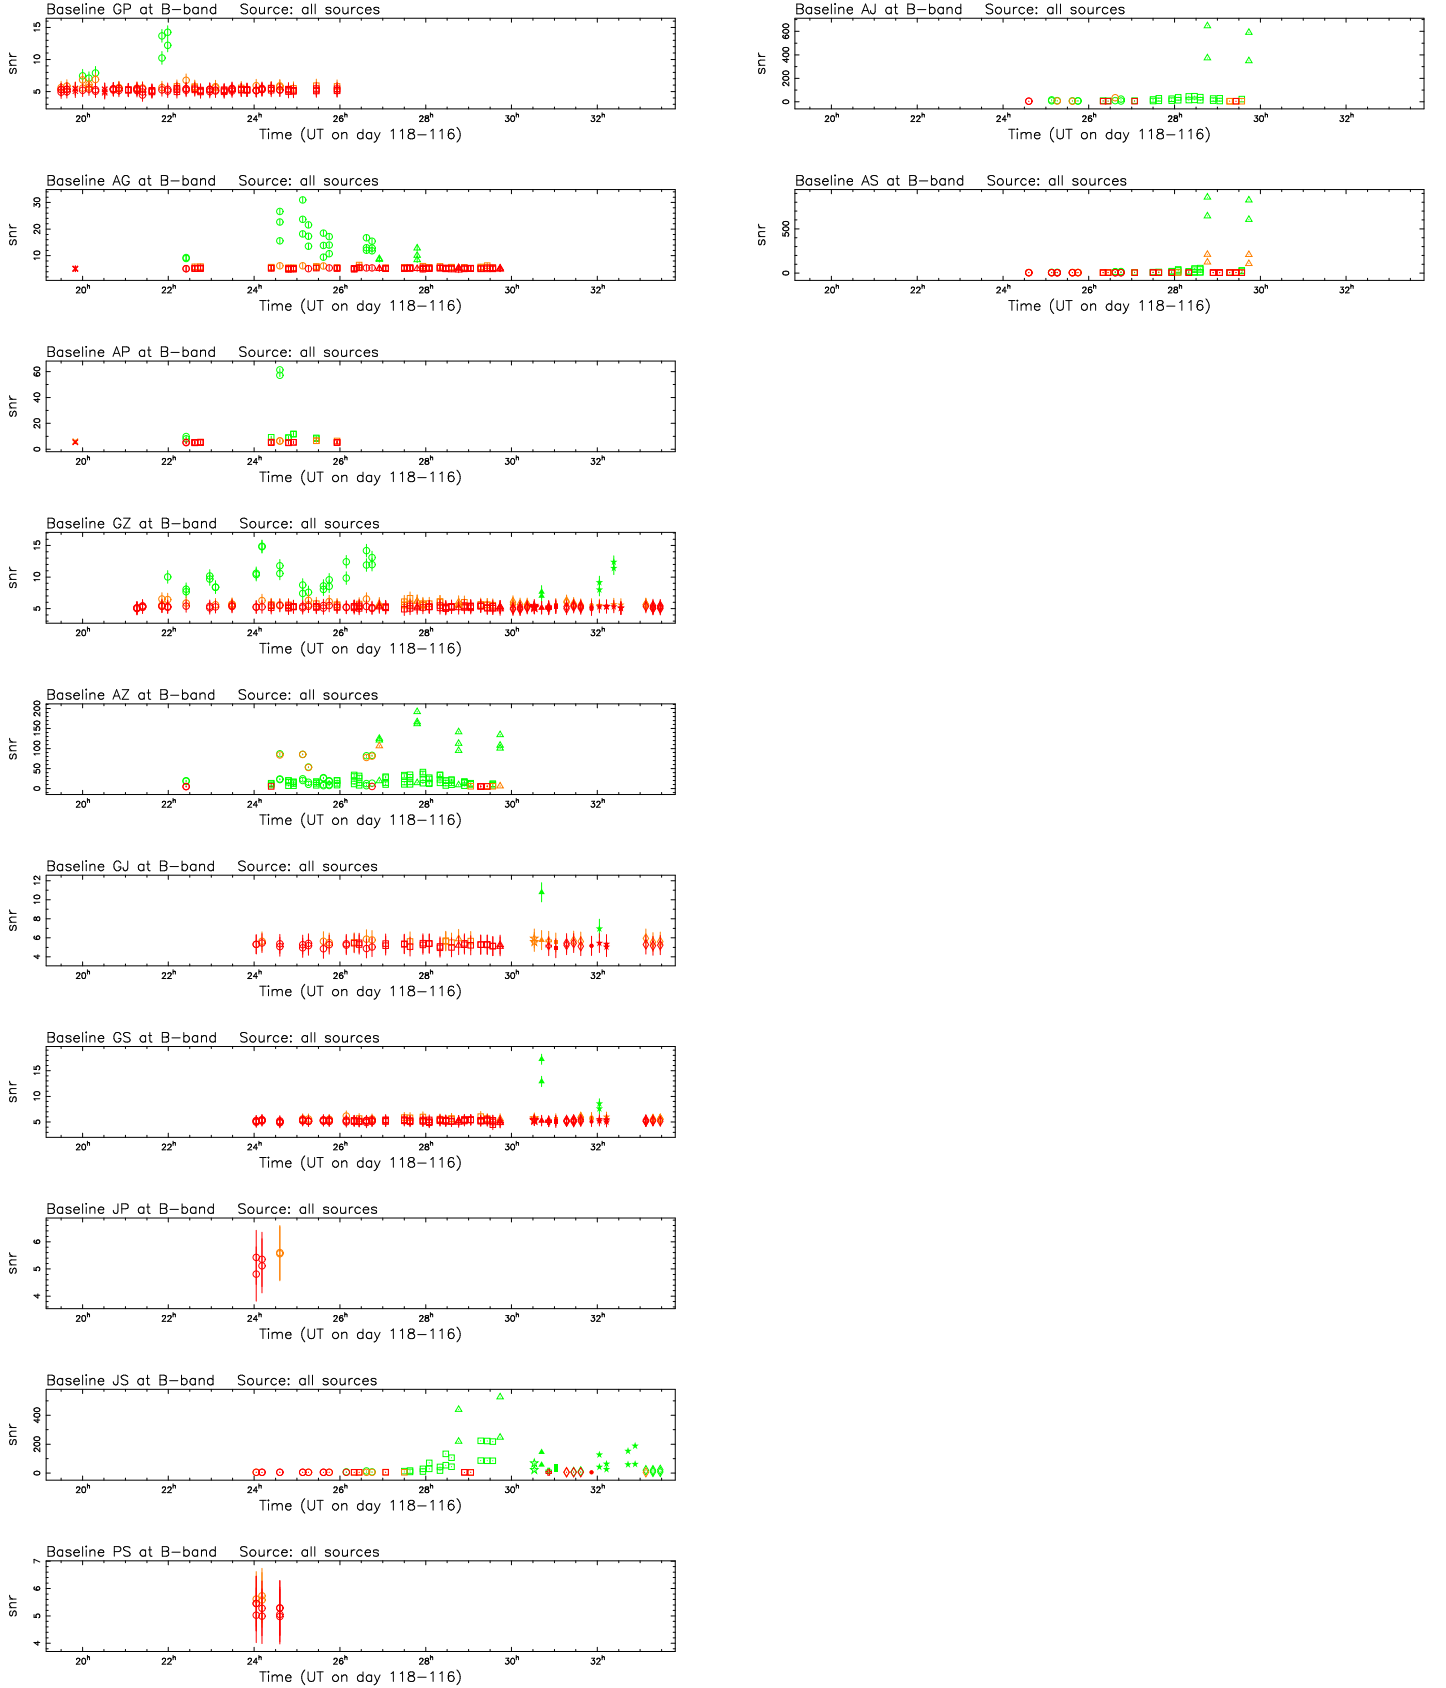 Baseline GP at B-band Source: all sources
15
10
5
snr
20h 22h 24h 26h 28h 30h 32h
Time (UT on day 118-116)
Baseline AG at B-band Source: all sources
30
20
10
snr
20h 22h 24h 26h 28h 30h 32h
Time (UT on day 118-116)
Baseline AP at B-band Source: all sources
60
40
20
0
snr
20h 22h 24h 26h 28h 30h 32h
Time (UT on day 118-116)
Baseline GZ at B-band Source: all sources
15
10
5
snr
20h 22h 24h 26h 28h 30h 32h
Time (UT on day 118-116)
Baseline AZ at B-band Source: all sources
200
150
100
50
0
snr
20h 22h 24h 26h 28h 30h 32h
Time (UT on day 118-116)
Baseline GJ at B-band Source: all sources
12
10
8
6
4
snr
20h 22h 24h 26h 28h 30h 32h
Time (UT on day 118-116)
Baseline GS at B-band Source: all sources
15
10
5
snr
20h 22h 24h 26h 28h 30h 32h
Time (UT on day 118-116)
Baseline JP at B-band Source: all sources
6
5
4
snr
20h 22h 24h 26h 28h 30h 32h
Time (UT on day 118-116)
Baseline JS at B-band Source: all sources
400
200
0
snr
20h 22h 24h 26h 28h 30h 32h
Time (UT on day 118-116)
Baseline PS at B-band Source: all sources
7
6
5
4
snr
20h 22h 24h 26h 28h 30h 32h
Time (UT on day 118-116)
Baseline AJ at B-band Source: all sources
600
400
200
0
snr
20h 22h 24h 26h 28h 30h 32h
Time (UT on day 118-116)
Baseline AS at B-band Source: all sources
500
0
snr
20h 22h 24h 26h 28h 30h 32h
Time (UT on day 118-116)